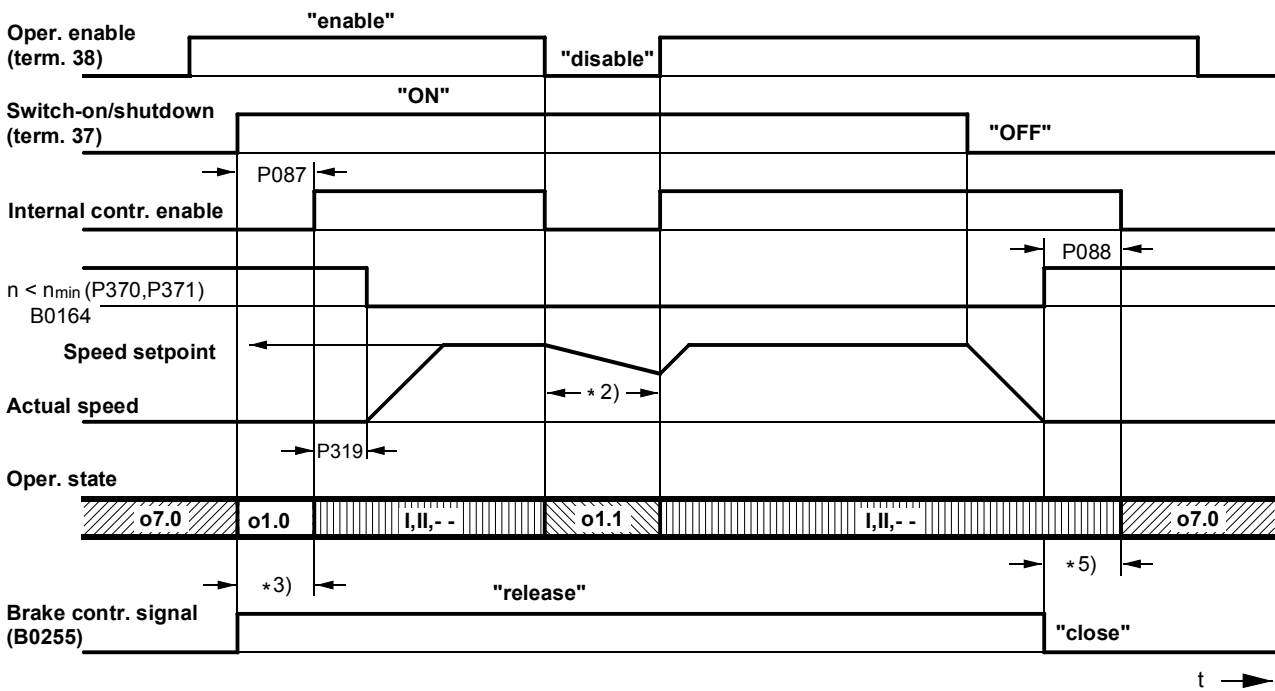 "enable"
Oper. enable
(term. 38)
"disable"
"ON"
Switch-on/shutdown
(term. 37)
"OFF"
P087
Internal contr. enable
P088
n < nmin (P370,P371)
B0164
Speed setpoint
* 2)
Actual speed
P319
Oper. state
o7.0 o1.0 I,II,- - o1.1 I,II,- - o7.0
*3) "release" *5)
Brake contr. signal
(B0255)
"close"
t